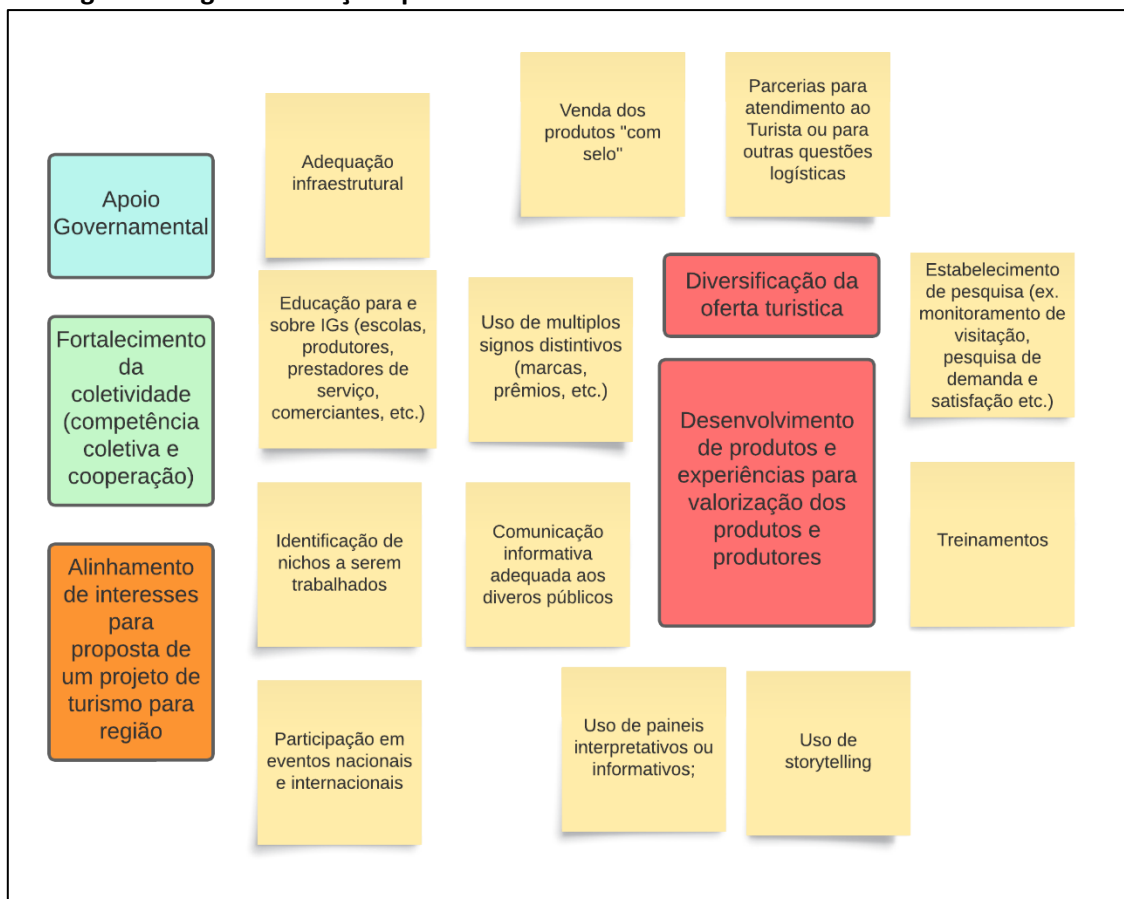 Venda dos
produtos "com
selo"
Parcerias para
atendimento ao
Turista ou para
outras questões
logísticas
Adequação
infraestrutural
Apoio
Governamental
Diversificação da
oferta turistica
Estabelecimento
de pesquisa (ex.
monitoramento de
visitação,
pesquisa de
demanda e
satisfação etc.)
Educação para e
sobre IGs (escolas,
produtores,
prestadores de
serviço,
comerciantes, etc.)
Uso de multiplos
signos distintivos
(marcas,
prêmios, etc.)
Fortalecimento
da
coletividade
(competência
coletiva e
cooperação)
Desenvolvimento
de produtos e
experiências para
valorização dos
produtos e
produtores
Identificação de
nichos a serem
trabalhados
Comunicação
informativa
adequada aos
diveros públicos
Treinamentos
Alinhamento
de interesses
para
proposta de
um projeto de
turismo para
região
Participação em
eventos nacionais
e internacionais
Uso de paineis
interpretativos ou
informativos;
Uso de
storytelling